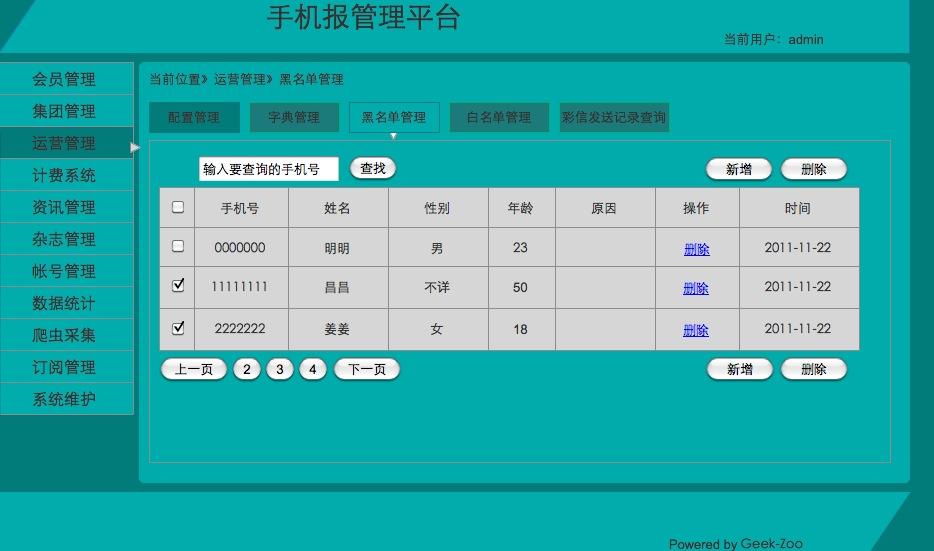 手机报管理平台
当前用户：admin
会员管理
集团管理
运营管理
计费系统
资讯管理
杂志管理
帐号管理
数据统计
爬虫采集
订阅管理
系统维护
当前位置》运营管理》黑名单管理
配置管理 字典管理 黑名单管理 白名单管理 彩信发送记录查询
输入要查询的手机号 查找 新增 删除
手机号 姓名 性别 年龄 原因 操作 时间
0000000 明明 男 23 删除 2011-11-22
11111111 昌昌 不详 50 删除 2011-11-22
2222222 姜姜 女 18 删除 2011-11-22
上一页 2 3 4 下一页 新增 删除
Powered by Geek-Zoo